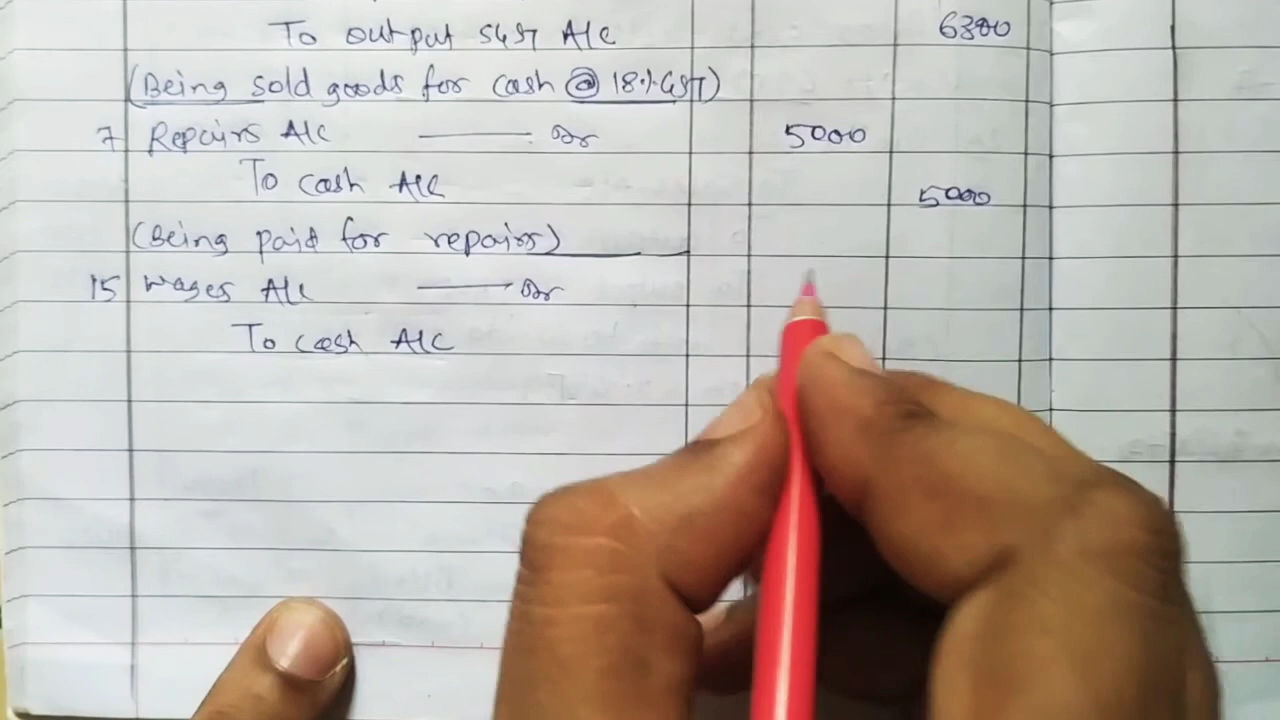 To output SGST A/C 6300
(Being sold goods for cash @ 18% GST)
7 Repairs A/C —— Dr 5000
To cash A/C 5000
(Being paid for repairs)
15 Wages A/C —— Dr
To cash A/C